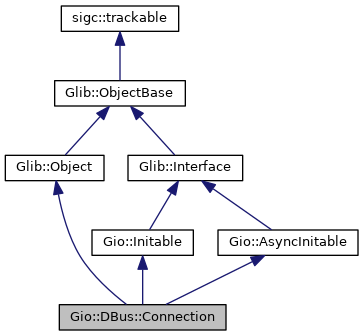 sigc::trackable
Glib::ObjectBase
Glib::Object
Glib::Interface
Gio::Initable
Gio::AsyncInitable
Gio::DBus::Connection